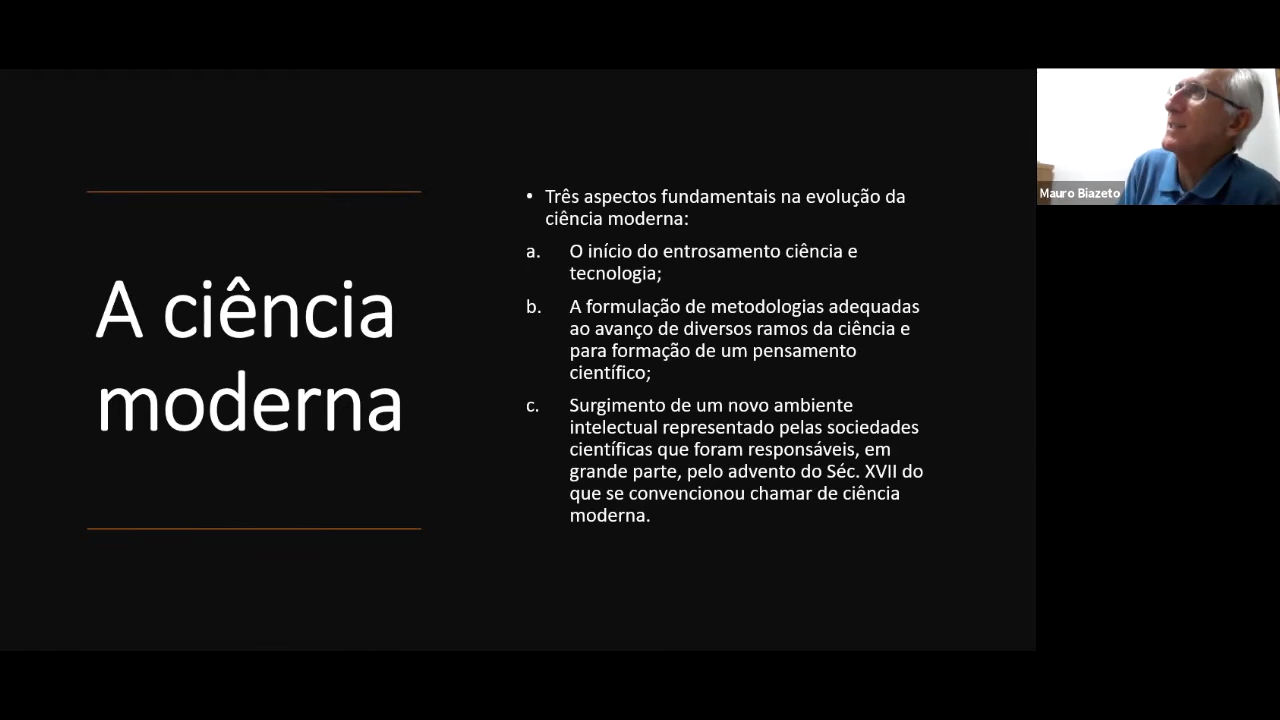 A ciência
moderna
• Três aspectos fundamentais na evolução da
ciência moderna:
a. O início do entrosamento ciência e
tecnologia;
b. A formulação de metodologias adequadas
ao avanço de diversos ramos da ciência e
para formação de um pensamento
científico;
c. Surgimento de um novo ambiente
intelectual representado pelas sociedades
científicas que foram responsáveis, em
grande parte, pelo advento do Séc. XVII do
que se convencionou chamar de ciência
moderna.
Mauro Biazeto